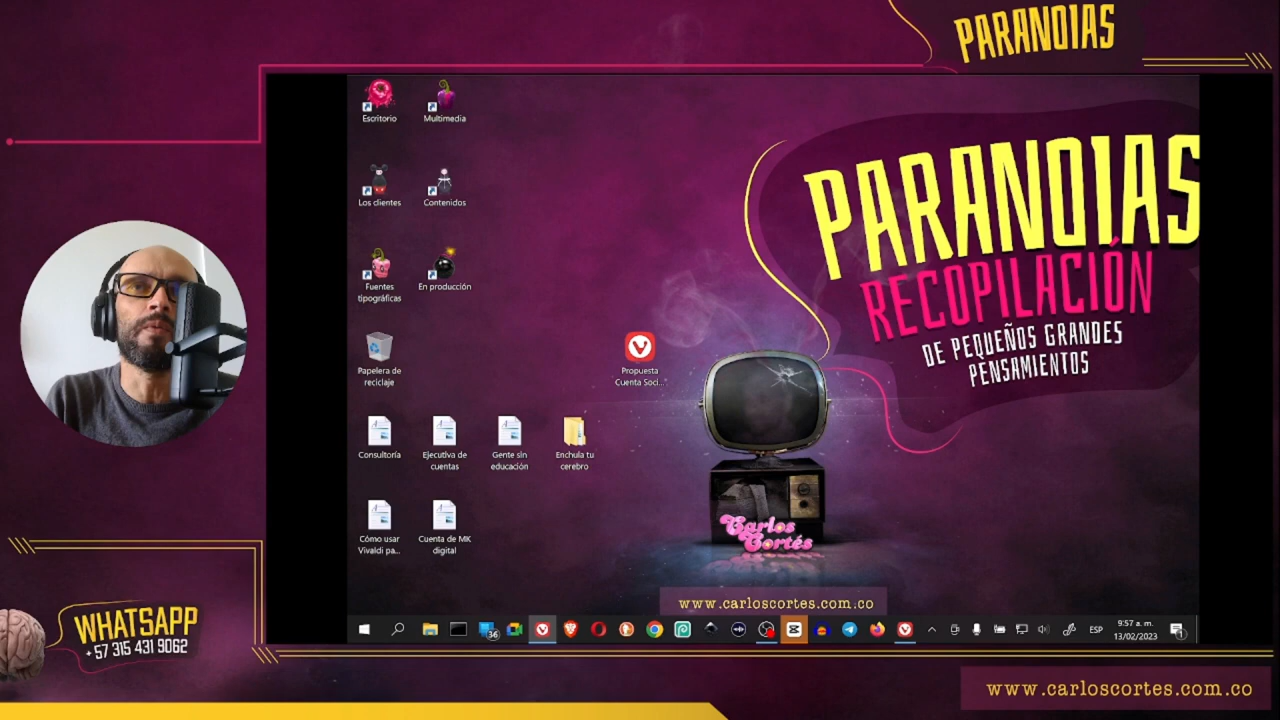 PARANOIAS
Escritorio
Multimedia
Los clientes
Contenidos
Fuentes
tipográficas
En producción
Papelera de
reciclaje
Propuesta
Cuenta Soci...
Consultoría
Ejecutiva de
cuentas
Gente sin
educación
Enchula tu
cerebro
Cómo usar
Vivaldi pa...
Cuenta de MK
digital
PARANOIAS
RECOPILACIÓN
DE PEQUEÑOS GRANDES
PENSAMIENTOS
Carlos
Cortés
www.carloscortes.com.co
36
ESP
9:57 a. m.
13/02/2023
1
WHATSAPP
+ 57 315 431 9062
www.carloscortes.com.co